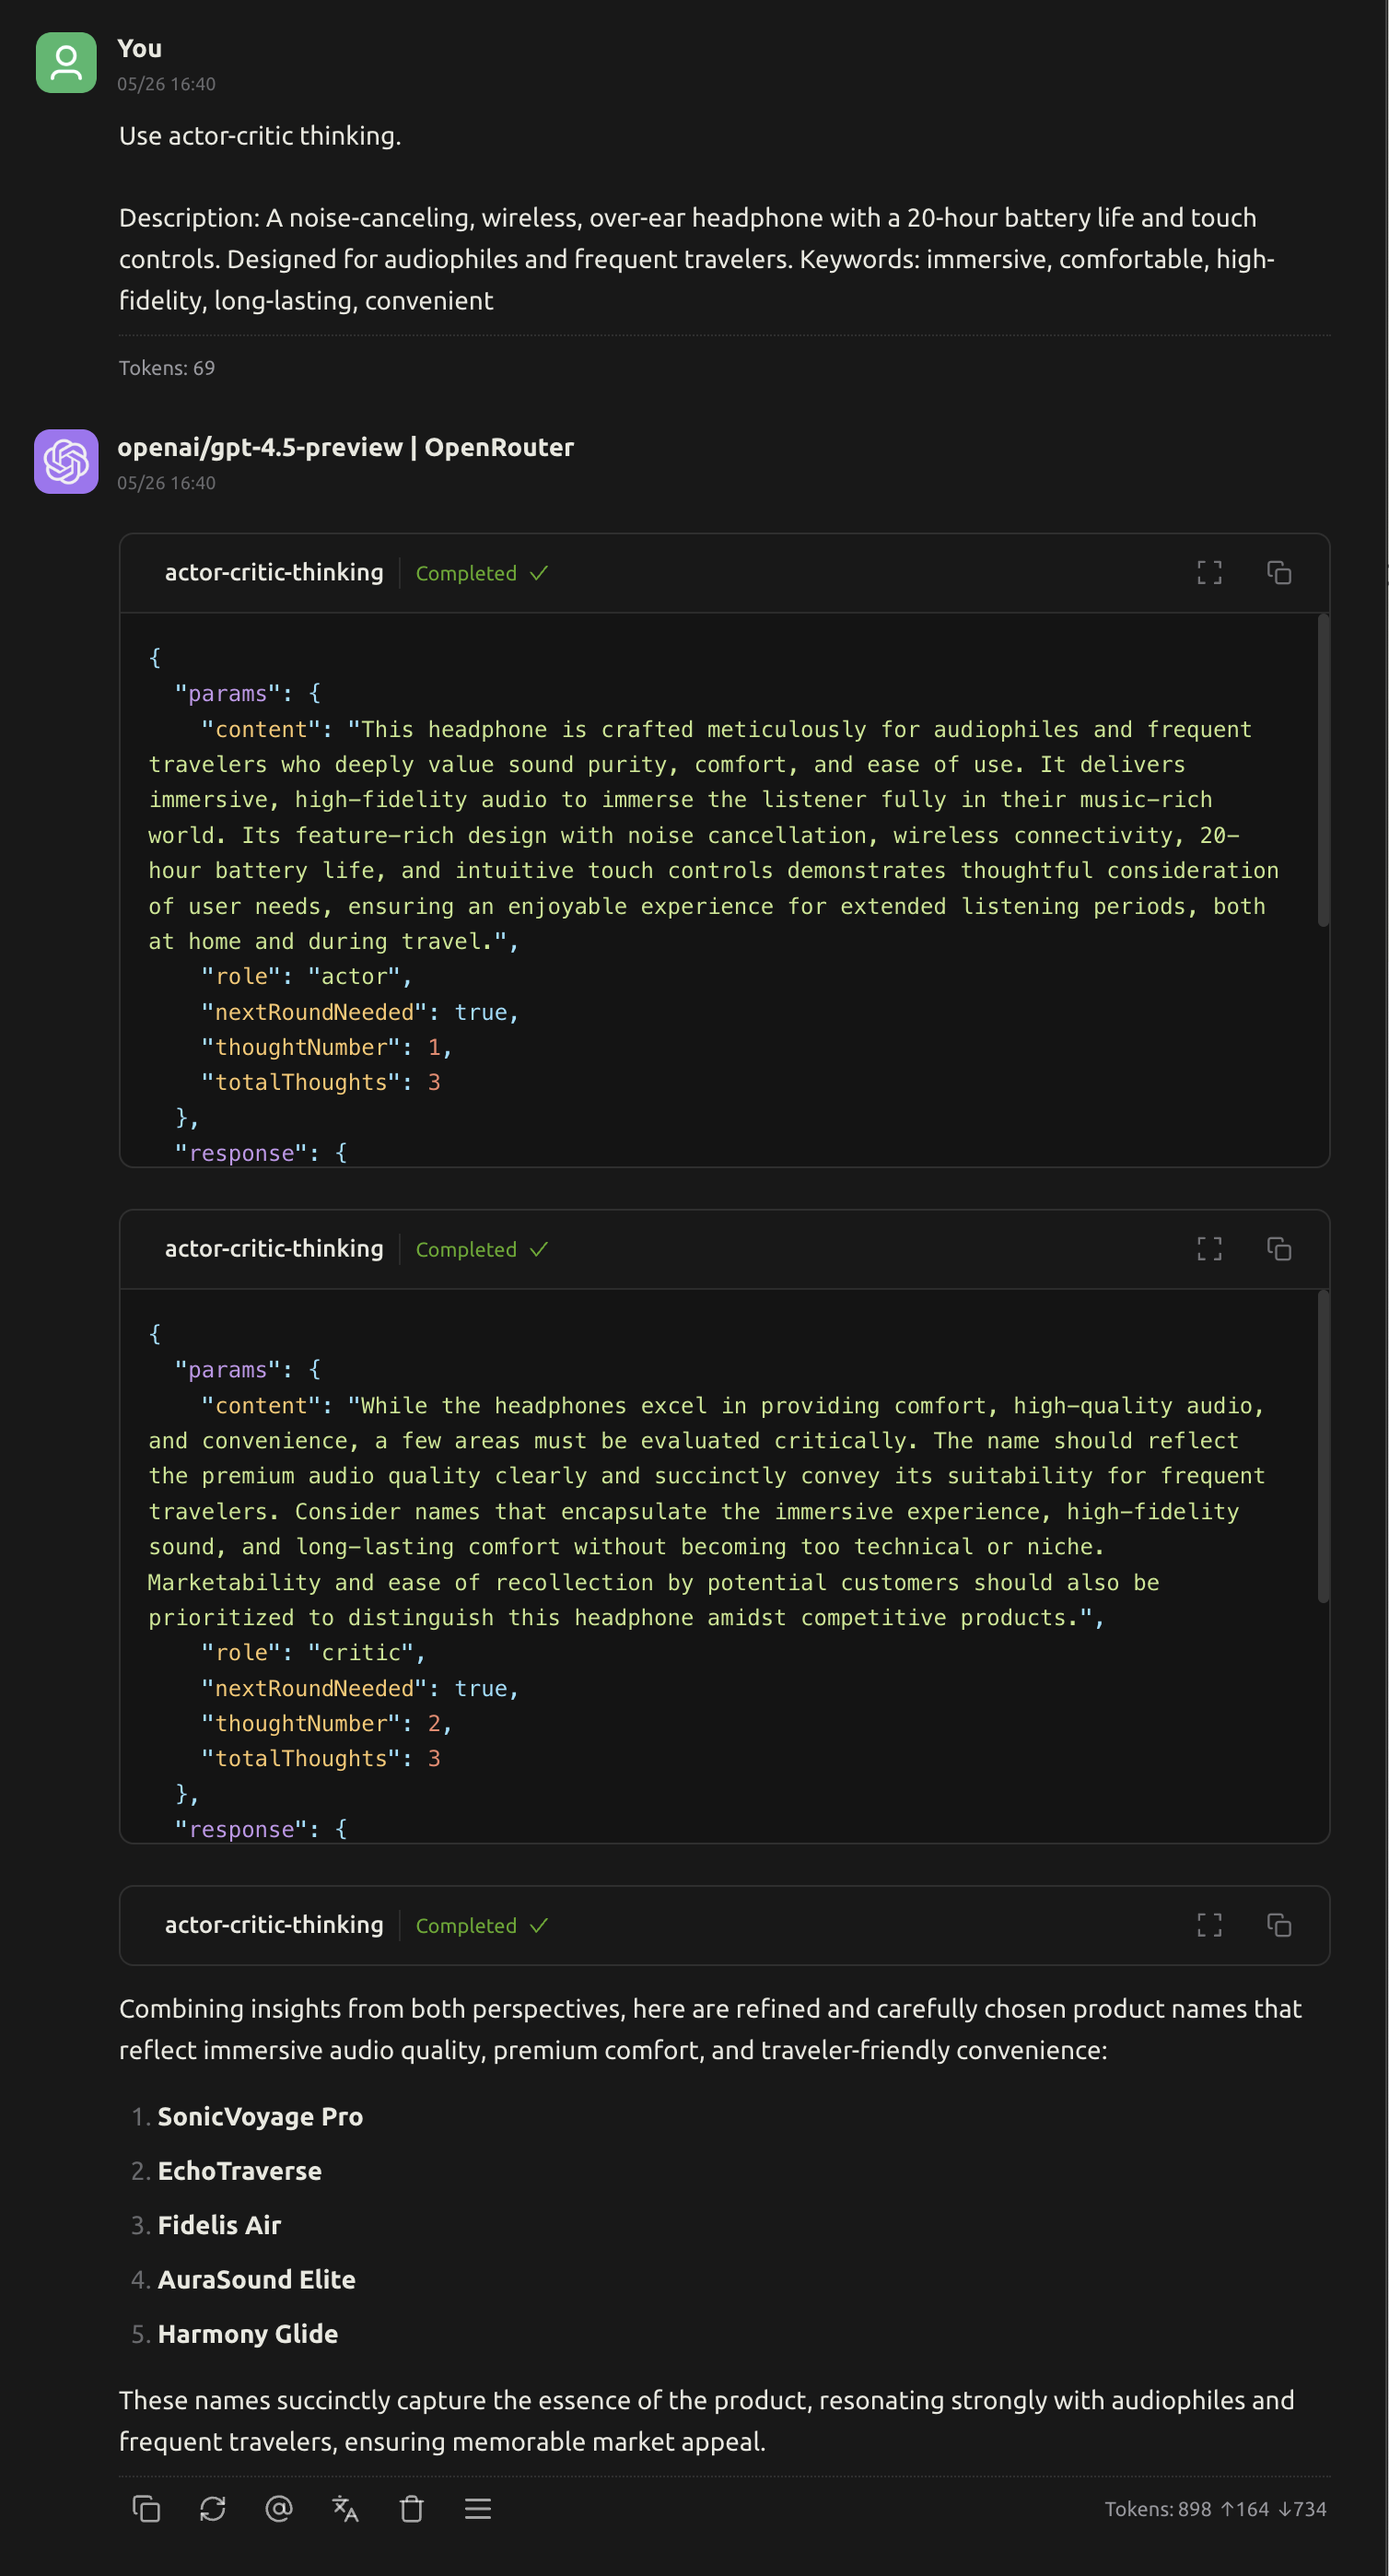 You
05/26 16:40
Use actor-critic thinking.
Description: A noise-canceling, wireless, over-ear headphone with a 20-hour battery life and touch
controls. Designed for audiophiles and frequent travelers. Keywords: immersive, comfortable, high-
fidelity, long-lasting, convenient
Tokens: 69
openai/gpt-4.5-preview | OpenRouter
05/26 16:40
actor-critic-thinking Completed ✓
{
  "params": {
    "content": "This headphone is crafted meticulously for audiophiles and frequent
travelers who deeply value sound purity, comfort, and ease of use. It delivers
immersive, high-fidelity audio to immerse the listener fully in their music-rich
world. Its feature-rich design with noise cancellation, wireless connectivity, 20-
hour battery life, and intuitive touch controls demonstrates thoughtful consideration
of user needs, ensuring an enjoyable experience for extended listening periods, both
at home and during travel.",
    "role": "actor",
    "nextRoundNeeded": true,
    "thoughtNumber": 1,
    "totalThoughts": 3
  },
  "response": {
actor-critic-thinking Completed ✓
{
  "params": {
    "content": "While the headphones excel in providing comfort, high-quality audio,
and convenience, a few areas must be evaluated critically. The name should reflect
the premium audio quality clearly and succinctly convey its suitability for frequent
travelers. Consider names that encapsulate the immersive experience, high-fidelity
sound, and long-lasting comfort without becoming too technical or niche.
Marketability and ease of recollection by potential customers should also be
prioritized to distinguish this headphone amidst competitive products.",
    "role": "critic",
    "nextRoundNeeded": true,
    "thoughtNumber": 2,
    "totalThoughts": 3
  },
  "response": {
actor-critic-thinking Completed ✓
Combining insights from both perspectives, here are refined and carefully chosen product names that
reflect immersive audio quality, premium comfort, and traveler-friendly convenience:
1. SonicVoyage Pro
2. EchoTraverse
3. Fidelis Air
4. AuraSound Elite
5. Harmony Glide
These names succinctly capture the essence of the product, resonating strongly with audiophiles and
frequent travelers, ensuring memorable market appeal.
Tokens: 898 ↑164 ↓734